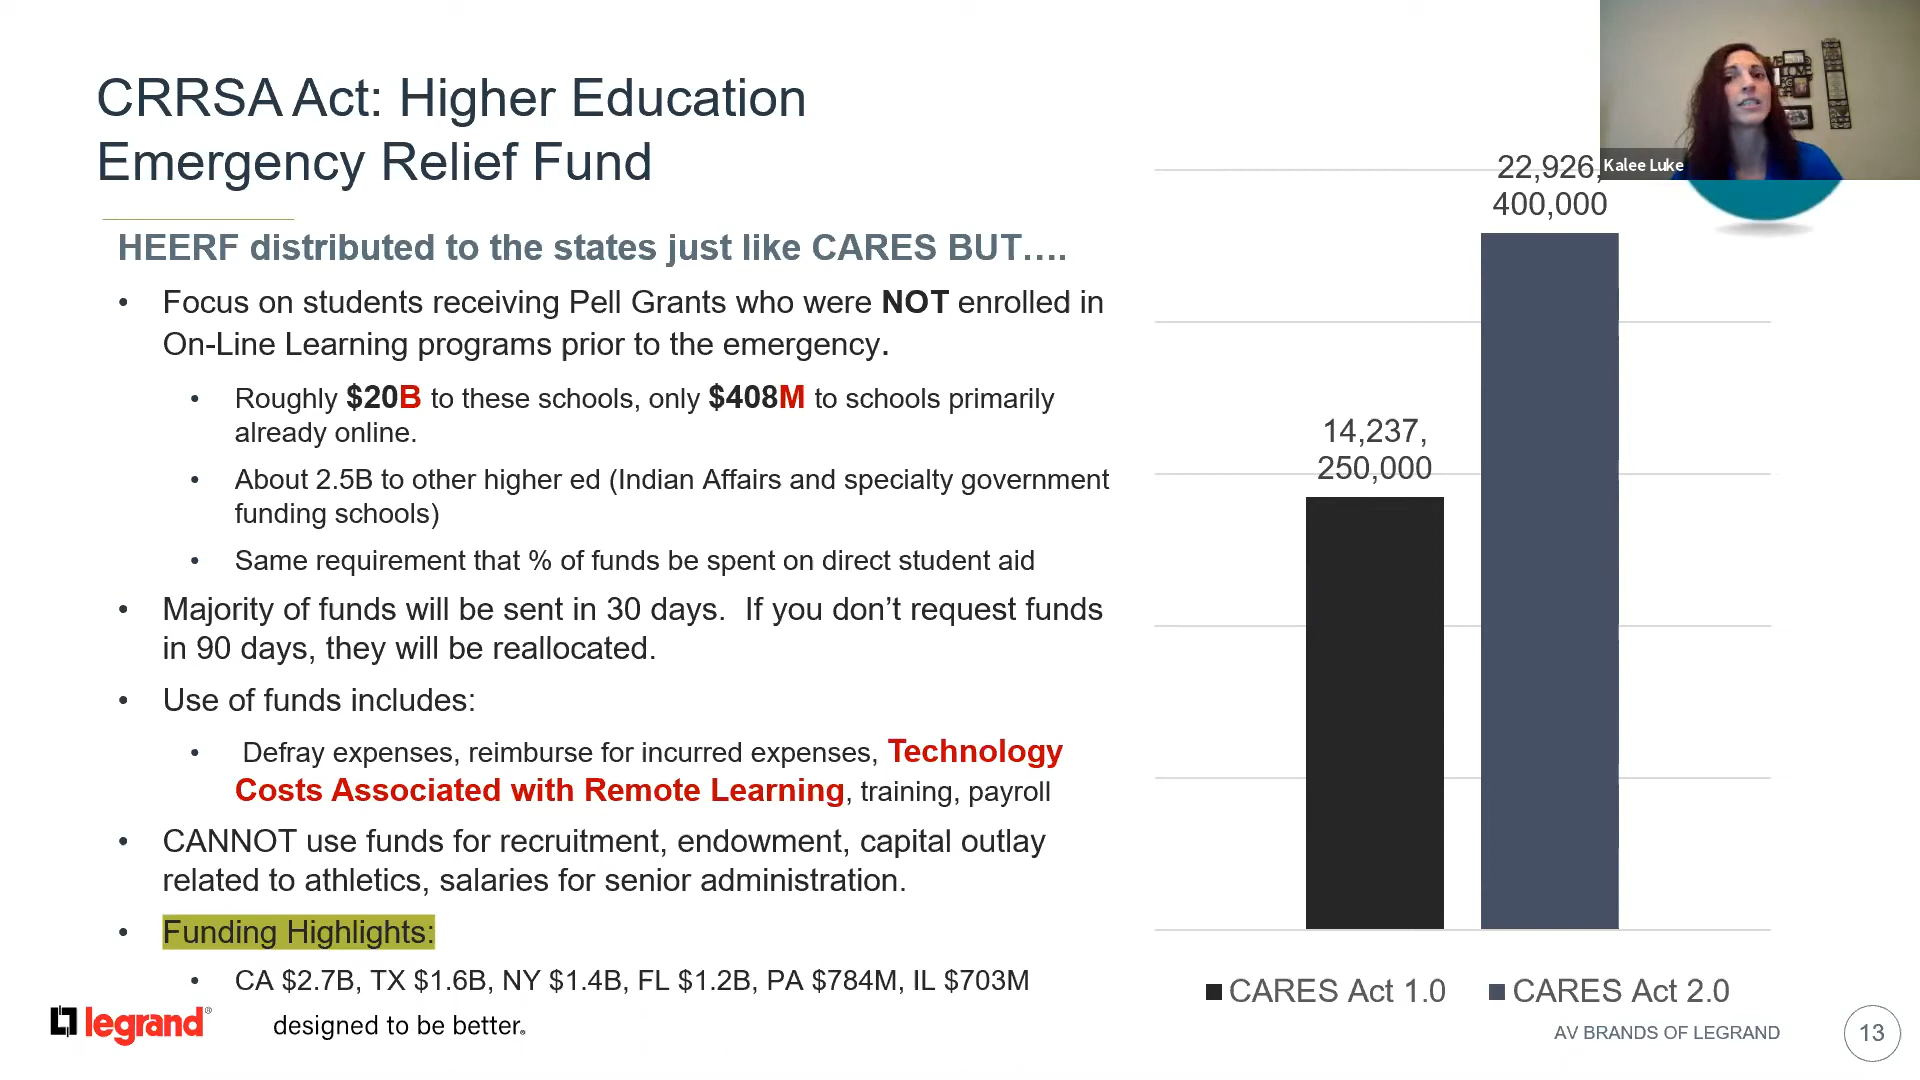 CRRSA Act: Higher Education
Emergency Relief Fund
HEERF distributed to the states just like CARES BUT….
• Focus on students receiving Pell Grants who were NOT enrolled in
On-Line Learning programs prior to the emergency.
• Roughly $20B to these schools, only $408M to schools primarily
already online.
• About 2.5B to other higher ed (Indian Affairs and specialty government
funding schools)
• Same requirement that % of funds be spent on direct student aid
• Majority of funds will be sent in 30 days. If you don’t request funds
in 90 days, they will be reallocated.
• Use of funds includes:
• Defray expenses, reimburse for incurred expenses, Technology
Costs Associated with Remote Learning, training, payroll
• CANNOT use funds for recruitment, endowment, capital outlay
related to athletics, salaries for senior administration.
• Funding Highlights:
• CA $2.7B, TX $1.6B, NY $1.4B, FL $1.2B, PA $784M, IL $703M
legrand®
designed to be better.
14,237,
250,000
22,926,
400,000
CARES Act 1.0
CARES Act 2.0
Kalee Luke
AV BRANDS OF LEGRAND
13